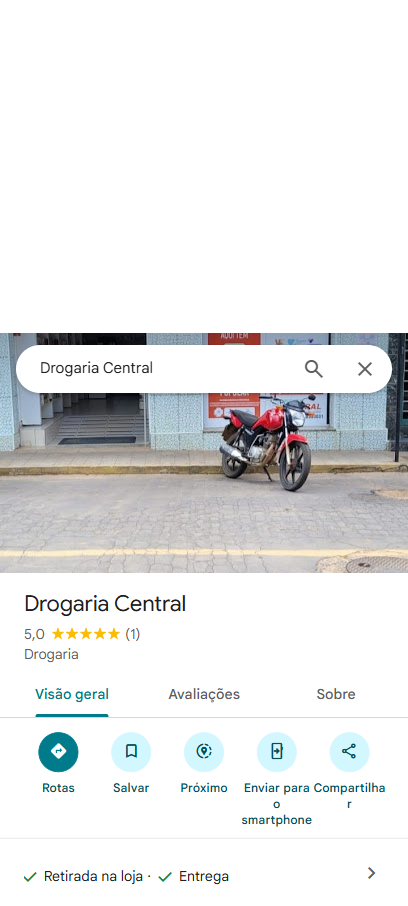 AQUI TEM
Drogaria Central
POPULAR
Drogaria Central
5,0 (1)
Drogaria
Visão geral Avaliações Sobre
Rotas Salvar Próximo Enviar para o smartphone Compartilhar
Retirada na loja · Entrega